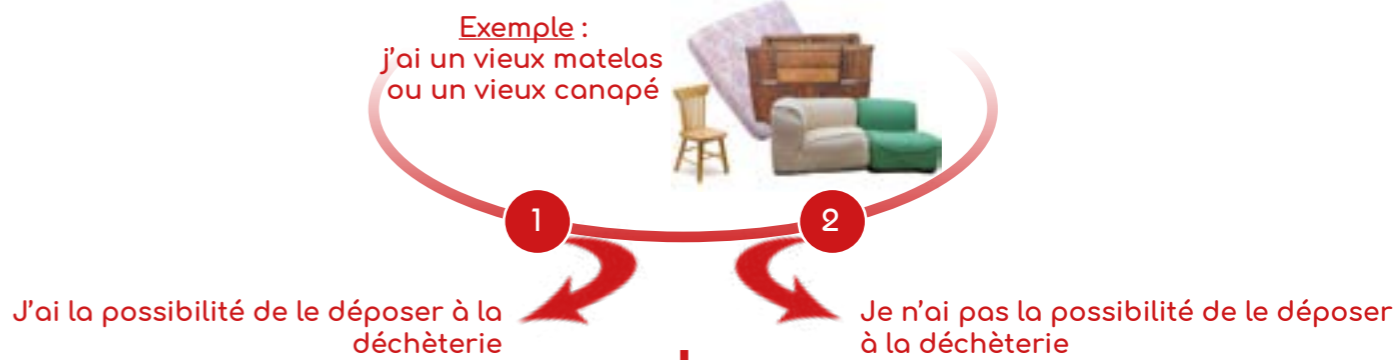 Exemple :
j'ai un vieux matelas
ou un vieux canapé
1
2
J'ai la possibilité de le déposer à la
déchèterie
Je n'ai pas la possibilité de le déposer
à la déchèterie